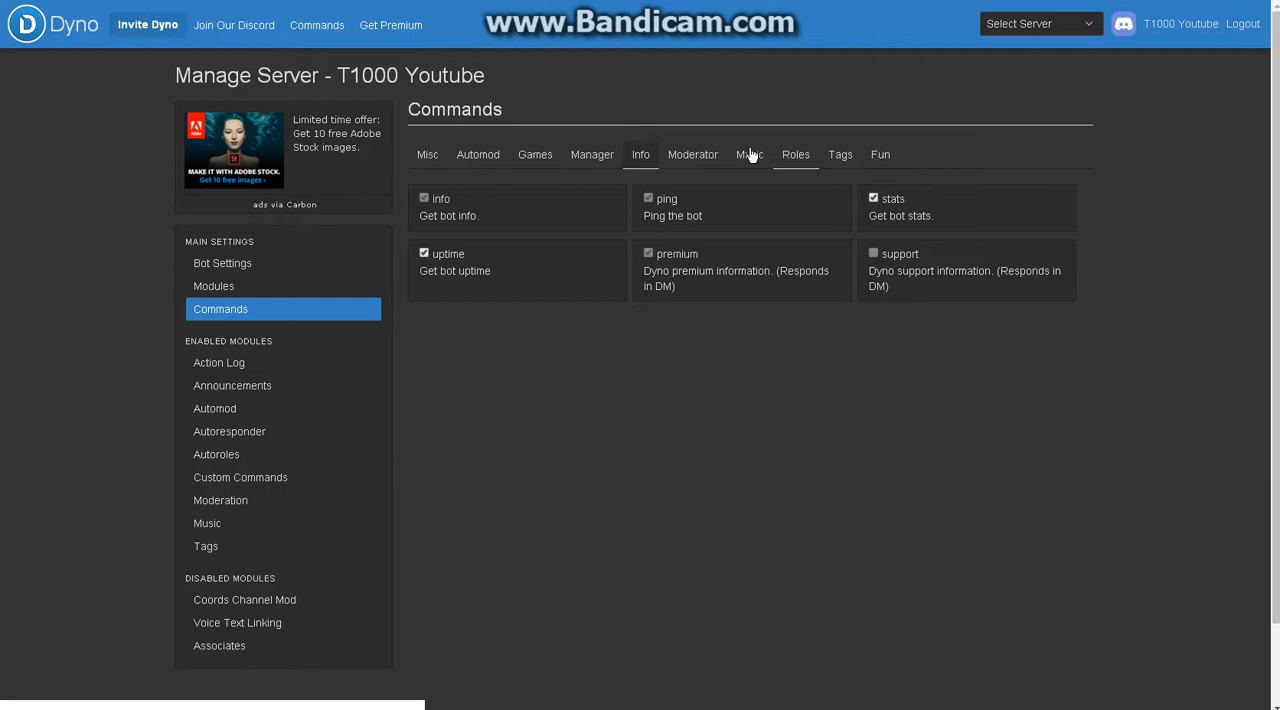 Dyno
Invite Dyno
Join Our Discord
Commands
Get Premium
www.Bandicam.com
Select Server
T1000 Youtube
Logout
Manage Server - T1000 Youtube
MAKE IT WITH ADOBE STOCK.
Get 10 free images ›
St
Limited time offer:
Get 10 free Adobe
Stock images.
ads via Carbon
MAIN SETTINGS
Bot Settings
Modules
Commands
ENABLED MODULES
Action Log
Announcements
Automod
Autoresponder
Autoroles
Custom Commands
Moderation
Music
Tags
DISABLED MODULES
Coords Channel Mod
Voice Text Linking
Associates
Commands
Misc
Automod
Games
Manager
Info
Moderator
Music
Roles
Tags
Fun
info
Get bot info.
ping
Ping the bot
stats
Get bot stats.
uptime
Get bot uptime
premium
Dyno premium information. (Responds
in DM)
support
Dyno support information. (Responds in
DM)